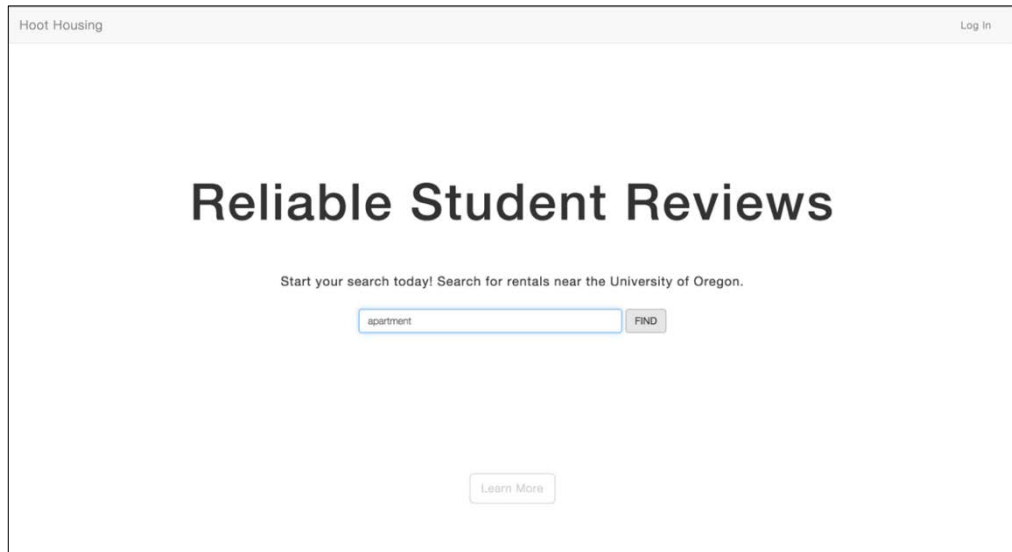 Hoot Housing Log In
Reliable Student Reviews
Start your search today! Search for rentals near the University of Oregon.
apartment FIND
Learn More